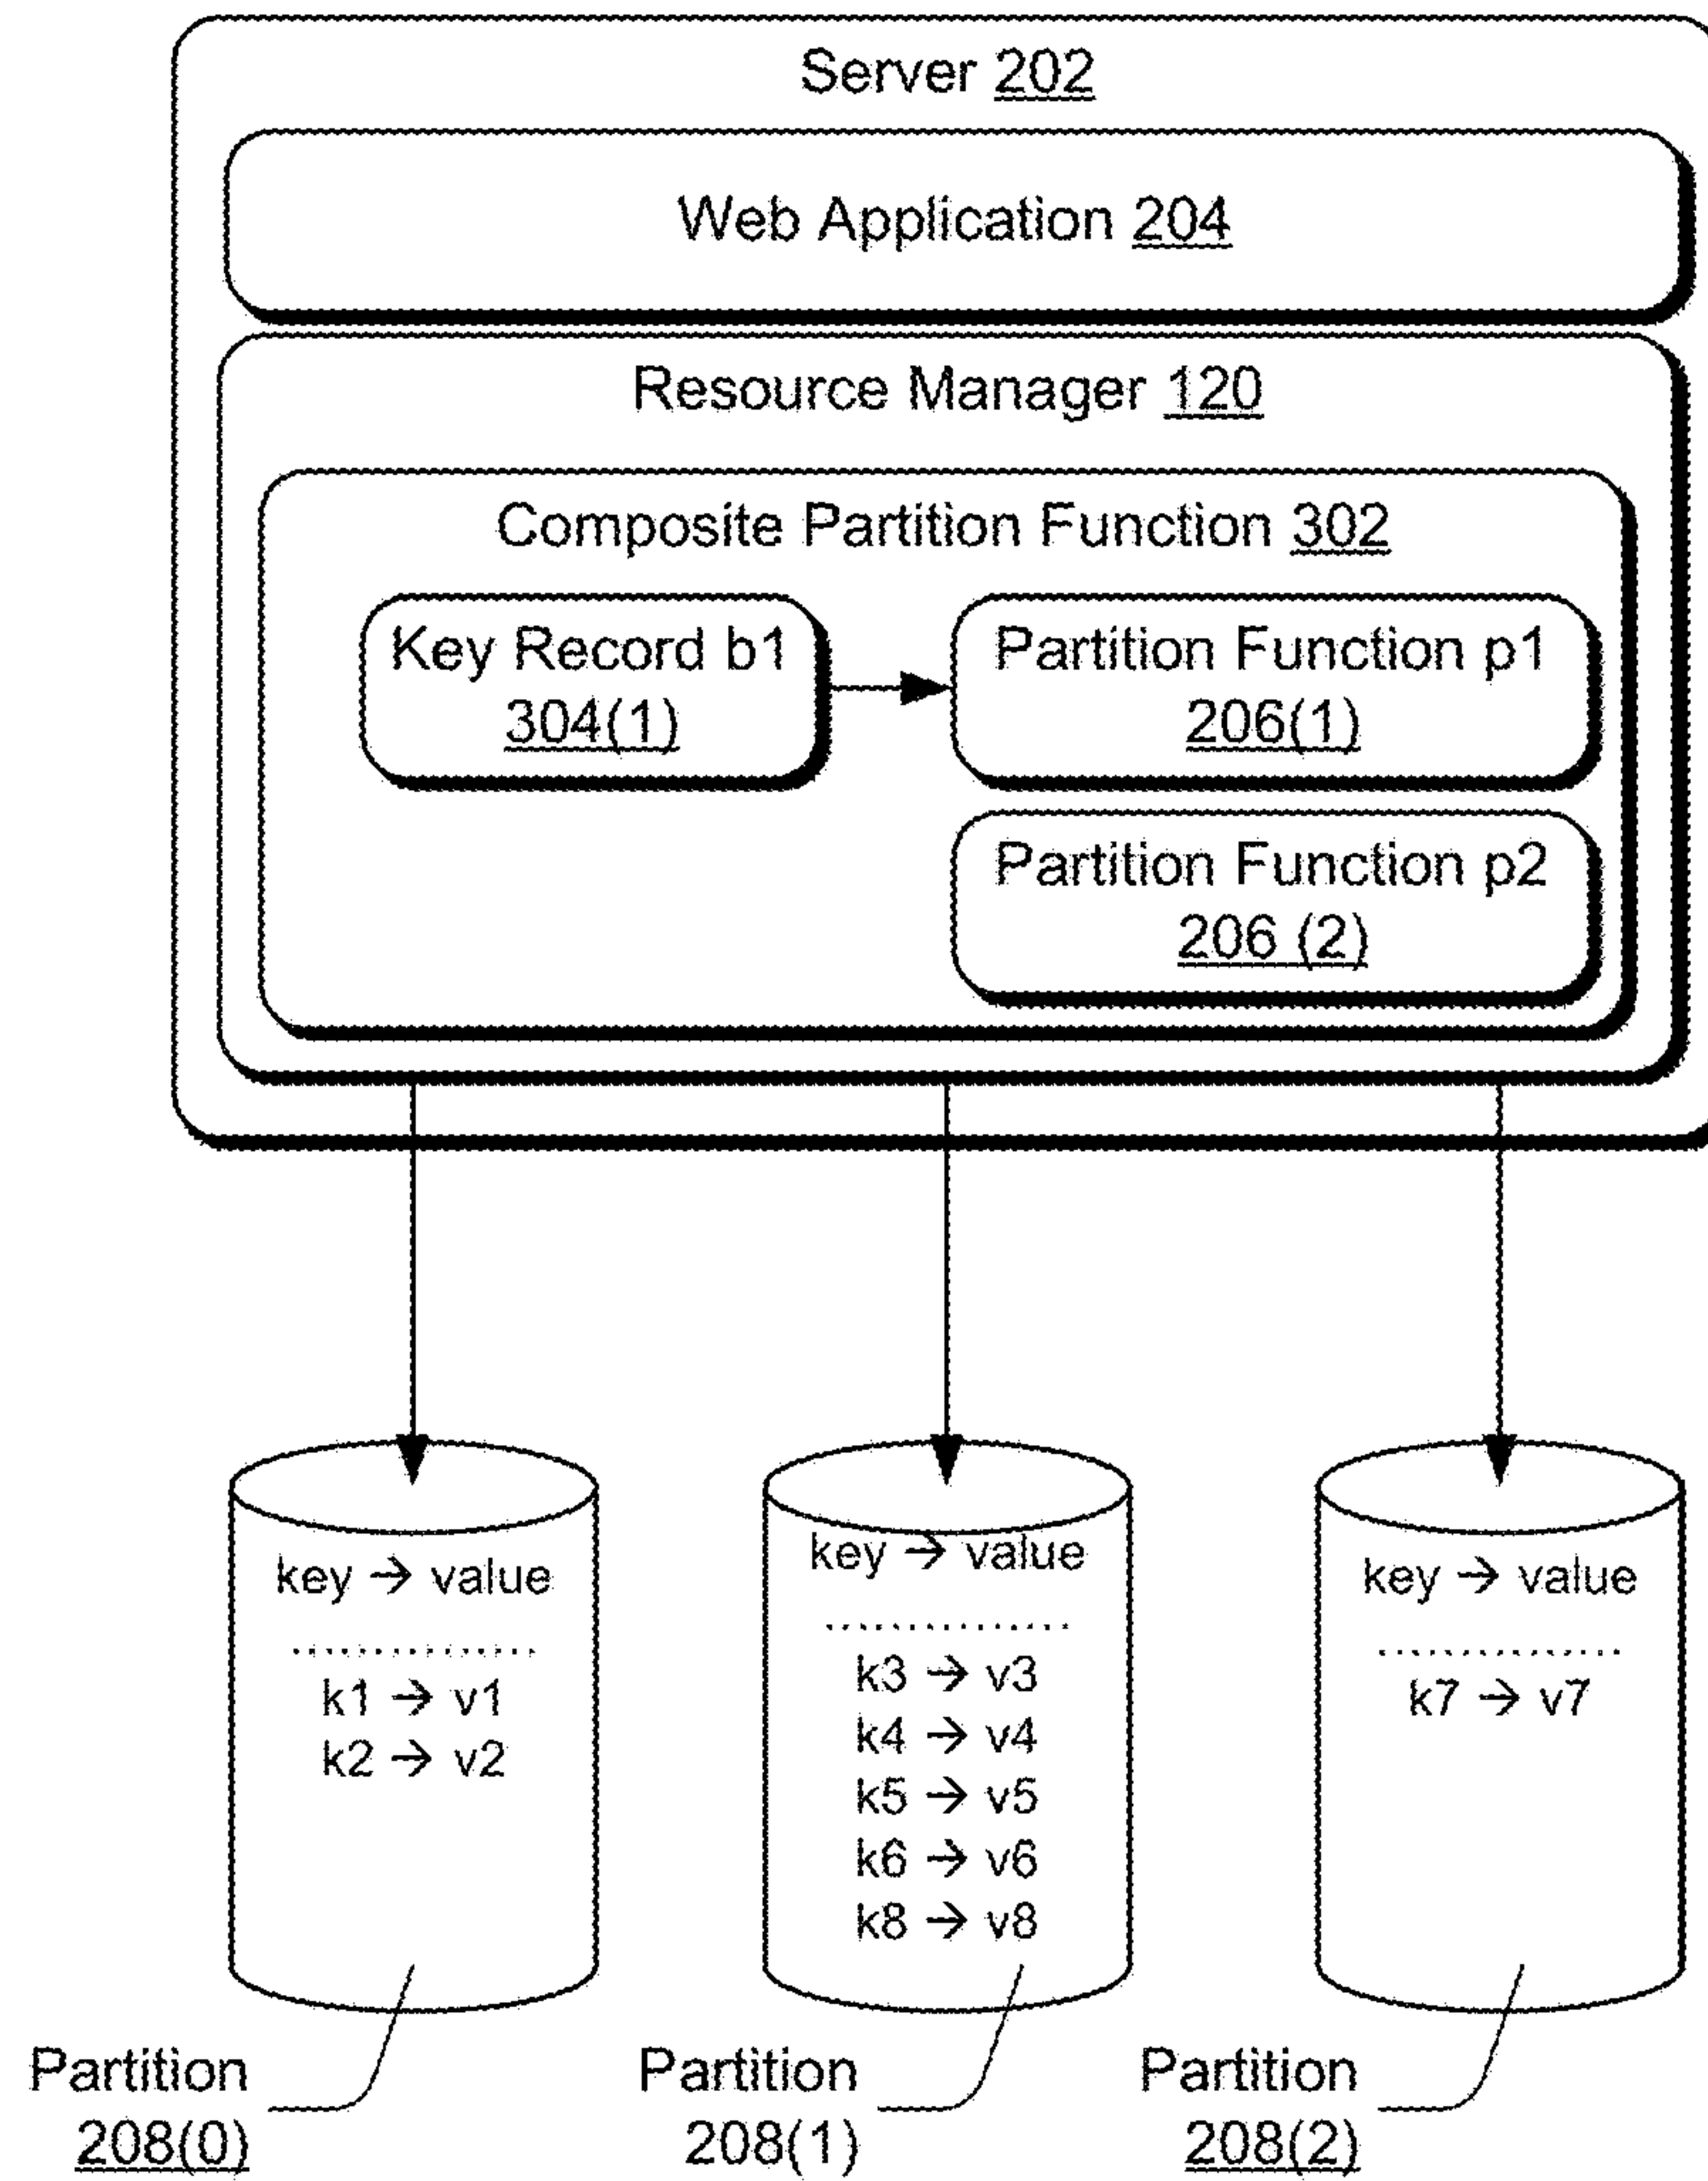 Server 202
Web Application 204
Resource Manager 120
Composite Partition Function 302
Key Record b1
304(1)
Partition Function p1
206(1)
Partition Function p2
206 (2)
key → value
k1 → v1
k2 → v2
key → value
k3 → v3
k4 → v4
k5 → v5
k6 → v6
k8 → v8
key → value
k7 → v7
Partition
208(0)
Partition
208(1)
Partition
208(2)